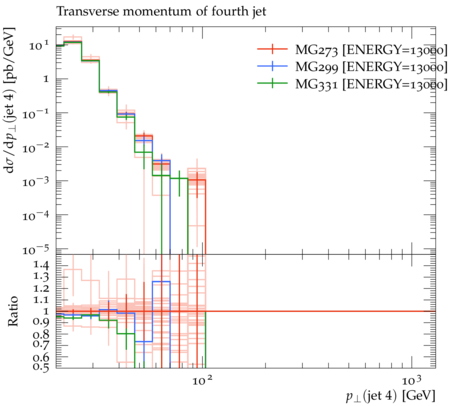 Transverse momentum of fourth jet
dσ/dp⊥(jet 4) [pb/GeV]
MG273 [ENERGY=13000]
MG299 [ENERGY=13000]
MG331 [ENERGY=13000]
10¹
1
10⁻¹
10⁻²
10⁻³
10⁻⁴
10⁻⁵
Ratio
1.4
1.3
1.2
1.1
1
0.9
0.8
0.7
0.6
0.5
10²
10³
p⊥(jet 4) [GeV]